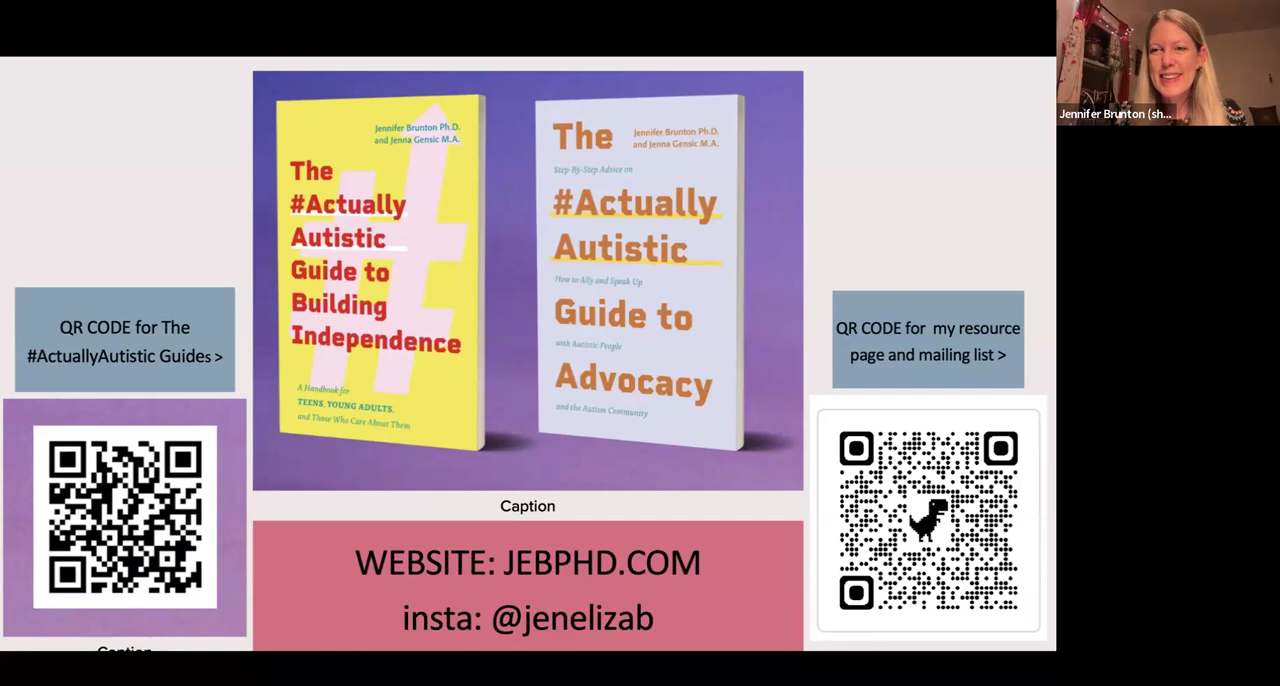 Jennifer Brunton Ph.D.
and Jenna Gensic M.A.
The
#Actually
Autistic
Guide to
Building
Independence
A Handbook for
TEENS, YOUNG ADULTS,
and Those Who Care About Them
The
Jennifer Brunton Ph.D.
and Jenna Gensic M.A.
Step-By-Step Advice on
#Actually
Autistic
How to Ally and Speak Up
Guide to
with Autistic People
Advocacy
and the Autism Community
Jennifer Brunton (sh...
QR CODE for The
#ActuallyAutistic Guides >
QR CODE for my resource
page and mailing list >
Caption
WEBSITE: JEBPHD.COM
insta: @jenelizab
Caption